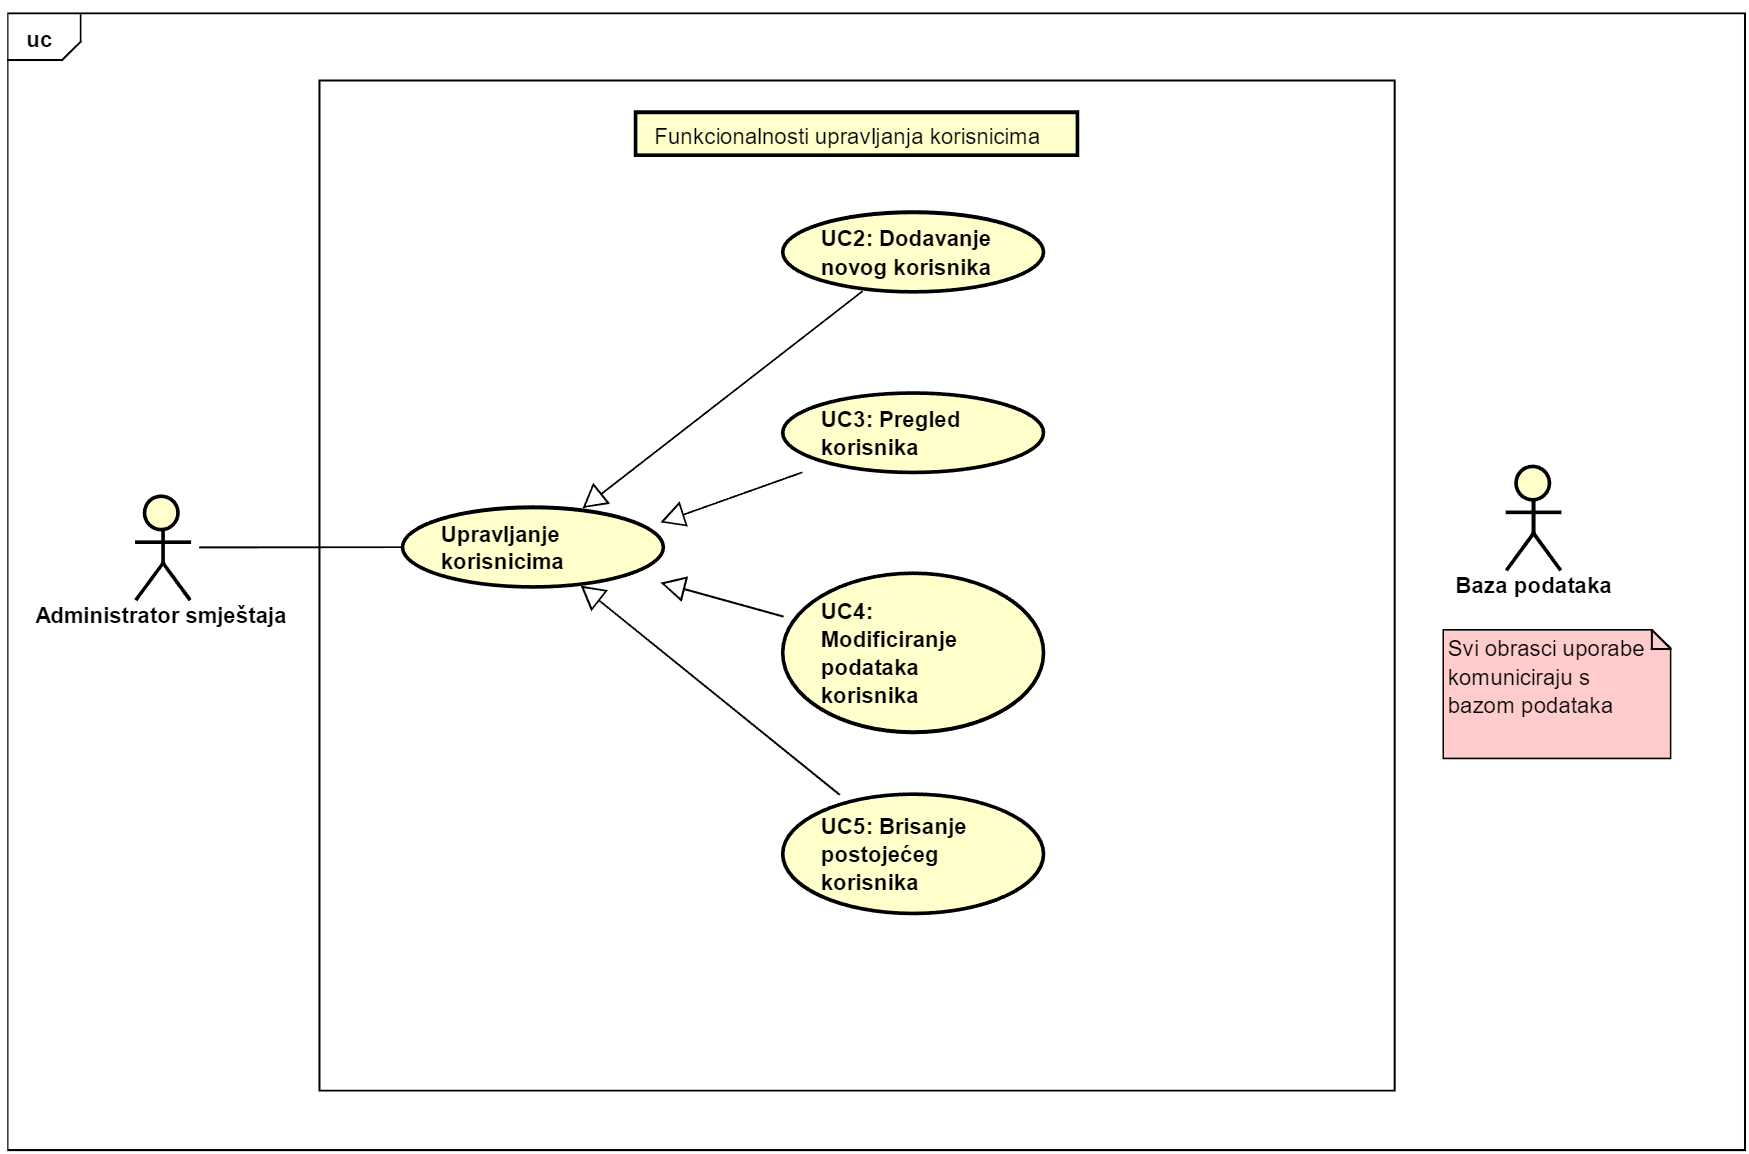 uc
Funkcionalnosti upravljanja korisnicima
UC2: Dodavanje
novog korisnika
UC3: Pregled
korisnika
Upravljanje
korisnicima
Administrator smještaja
UC4:
Modificiranje
podataka
korisnika
UC5: Brisanje
postojećeg
korisnika
Baza podataka
Svi obrasci uporabe
komuniciraju s
bazom podataka